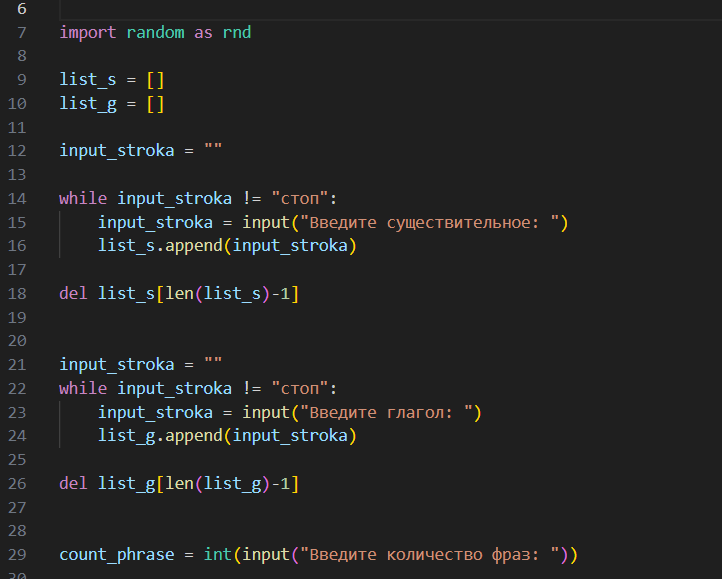 6
7 import random as rnd
8
9 list_s = []
10 list_g = []
11
12 input_stroka = ""
13
14 while input_stroka != "стоп":
15     input_stroka = input("Введите существительное: ")
16     list_s.append(input_stroka)
17
18 del list_s[len(list_s)-1]
19
20
21 input_stroka = ""
22 while input_stroka != "стоп":
23     input_stroka = input("Введите глагол: ")
24     list_g.append(input_stroka)
25
26 del list_g[len(list_g)-1]
27
28
29 count_phrase = int(input("Введите количество фраз: "))
30